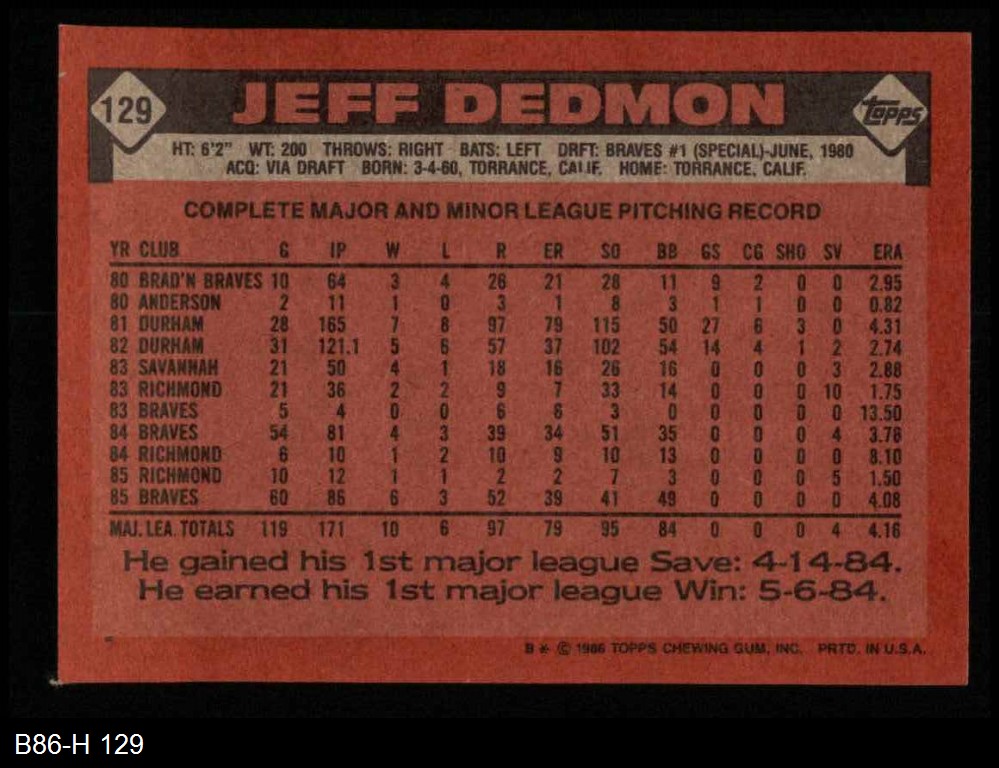 129 JEFF DEDMON topps
HT: 6'2" WT: 200 THROWS: RIGHT BATS: LEFT DRFT: BRAVES #1 (SPECIAL)-JUNE, 1980
ACQ: VIA DRAFT BORN: 3-4-60, TORRANCE, CALIF. HOME: TORRANCE, CALIF.
COMPLETE MAJOR AND MINOR LEAGUE PITCHING RECORD
YR CLUB G IP W L R ER SO BB GS CG SHO SV ERA
80 BRAD'N BRAVES 10 64 3 4 26 21 28 11 9 2 0 0 2.95
80 ANDERSON 2 11 1 0 3 1 8 3 1 1 0 0 0.82
81 DURHAM 28 165 7 8 97 79 115 50 27 6 3 0 4.31
82 DURHAM 31 121.1 5 6 57 37 102 54 14 4 1 2 2.74
83 SAVANNAH 21 50 4 1 18 16 26 16 0 0 0 3 2.88
83 RICHMOND 21 36 2 2 9 7 33 14 0 0 0 10 1.75
83 BRAVES 5 4 0 0 6 6 3 0 0 0 0 0 13.50
84 BRAVES 54 81 4 3 39 34 51 35 0 0 0 4 3.78
84 RICHMOND 6 10 1 2 10 9 10 13 0 0 0 0 8.10
85 RICHMOND 10 12 1 1 2 2 7 3 0 0 0 5 1.50
85 BRAVES 60 86 6 3 52 39 41 49 0 0 0 0 4.08
MAJ. LEA. TOTALS 119 171 10 6 97 79 95 84 0 0 0 4 4.16
He gained his 1st major league Save: 4-14-84.
He earned his 1st major league Win: 5-6-84.
B * © 1986 TOPPS CHEWING GUM, INC. PRTD. IN U.S.A.
B86-H 129